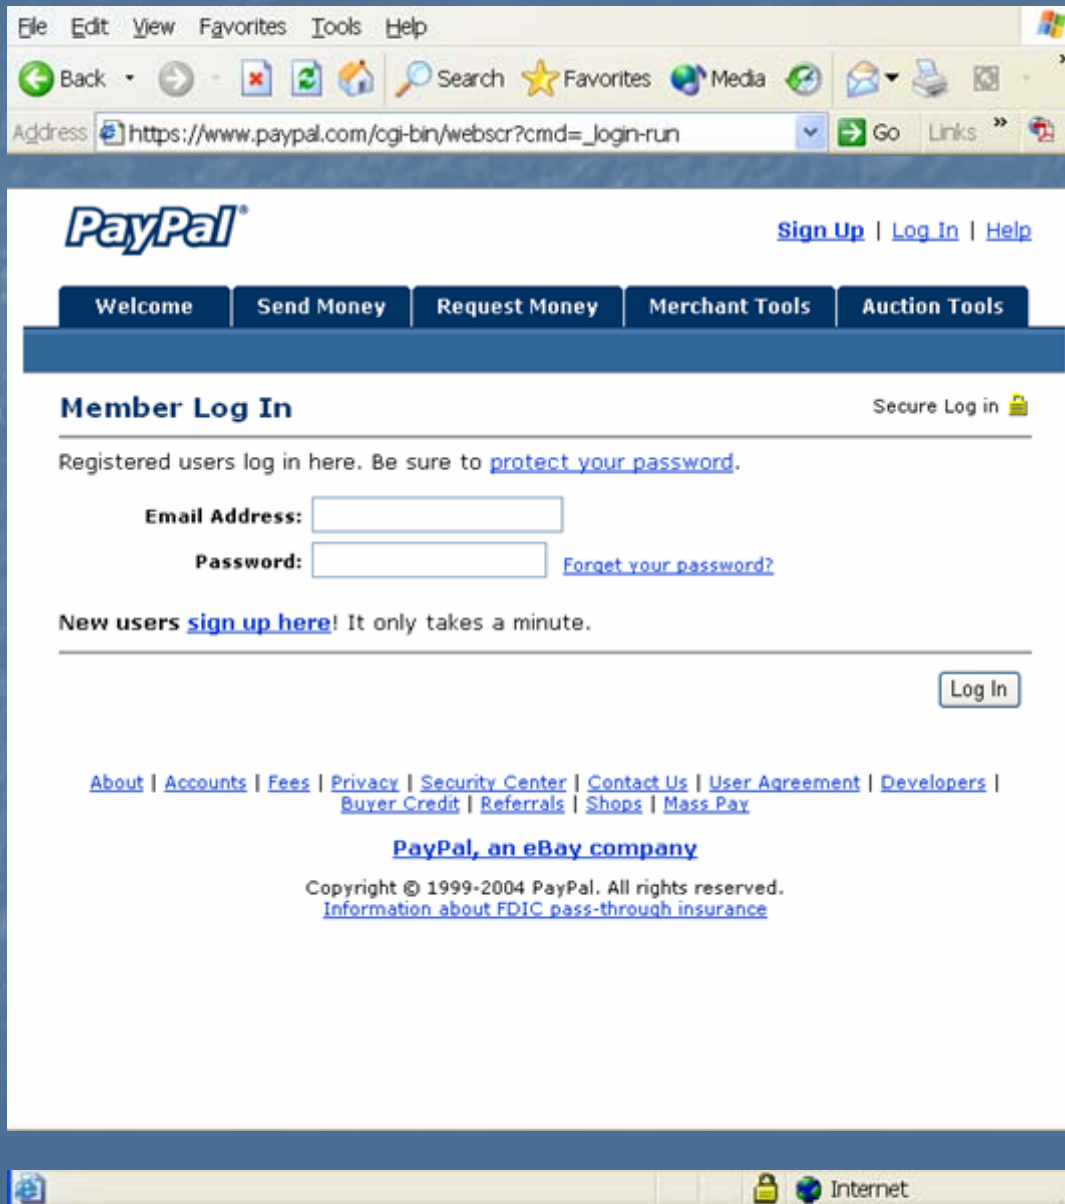 File Edit View Favorites Tools Help
Back Search Favorites Media
Address https://www.paypal.com/cgi-bin/webscr?cmd=_login-run Go Links »
PayPal®
Sign Up | Log In | Help
Welcome Send Money Request Money Merchant Tools Auction Tools
Member Log In Secure Log in
Registered users log in here. Be sure to protect your password.
Email Address:
Password: Forget your password?
New users sign up here! It only takes a minute.
Log In
About | Accounts | Fees | Privacy | Security Center | Contact Us | User Agreement | Developers |
Buyer Credit | Referrals | Shops | Mass Pay
PayPal, an eBay company
Copyright © 1999-2004 PayPal. All rights reserved.
Information about FDIC pass-through insurance
Internet